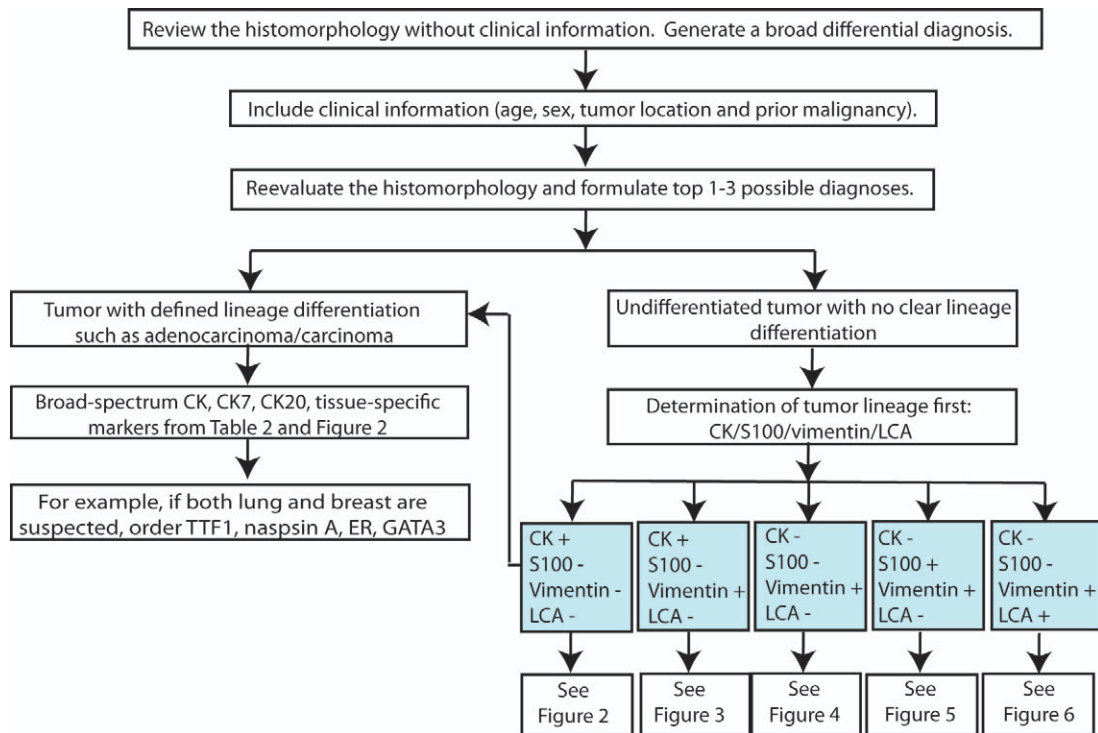 Review the histomorphology without clinical information.  Generate a broad differential diagnosis.
Include clinical information (age, sex, tumor location and prior malignancy).
Reevaluate the histomorphology and formulate top 1-3 possible diagnoses.
Tumor with defined lineage differentiation
such as adenocarcinoma/carcinoma
Broad-spectrum CK, CK7, CK20, tissue-specific
markers from Table 2 and Figure 2
For example, if both lung and breast are
suspected, order TTF1, naspsin A, ER, GATA3
Undifferentiated tumor with no clear lineage
differentiation
Determination of tumor lineage first:
CK/S100/vimentin/LCA
CK +
S100 -
Vimentin -
LCA -
CK +
S100 -
Vimentin +
LCA -
CK -
S100 -
Vimentin +
LCA -
CK -
S100 +
Vimentin +
LCA -
CK -
S100 -
Vimentin +
LCA +
See
Figure 2
See
Figure 3
See
Figure 4
See
Figure 5
See
Figure 6